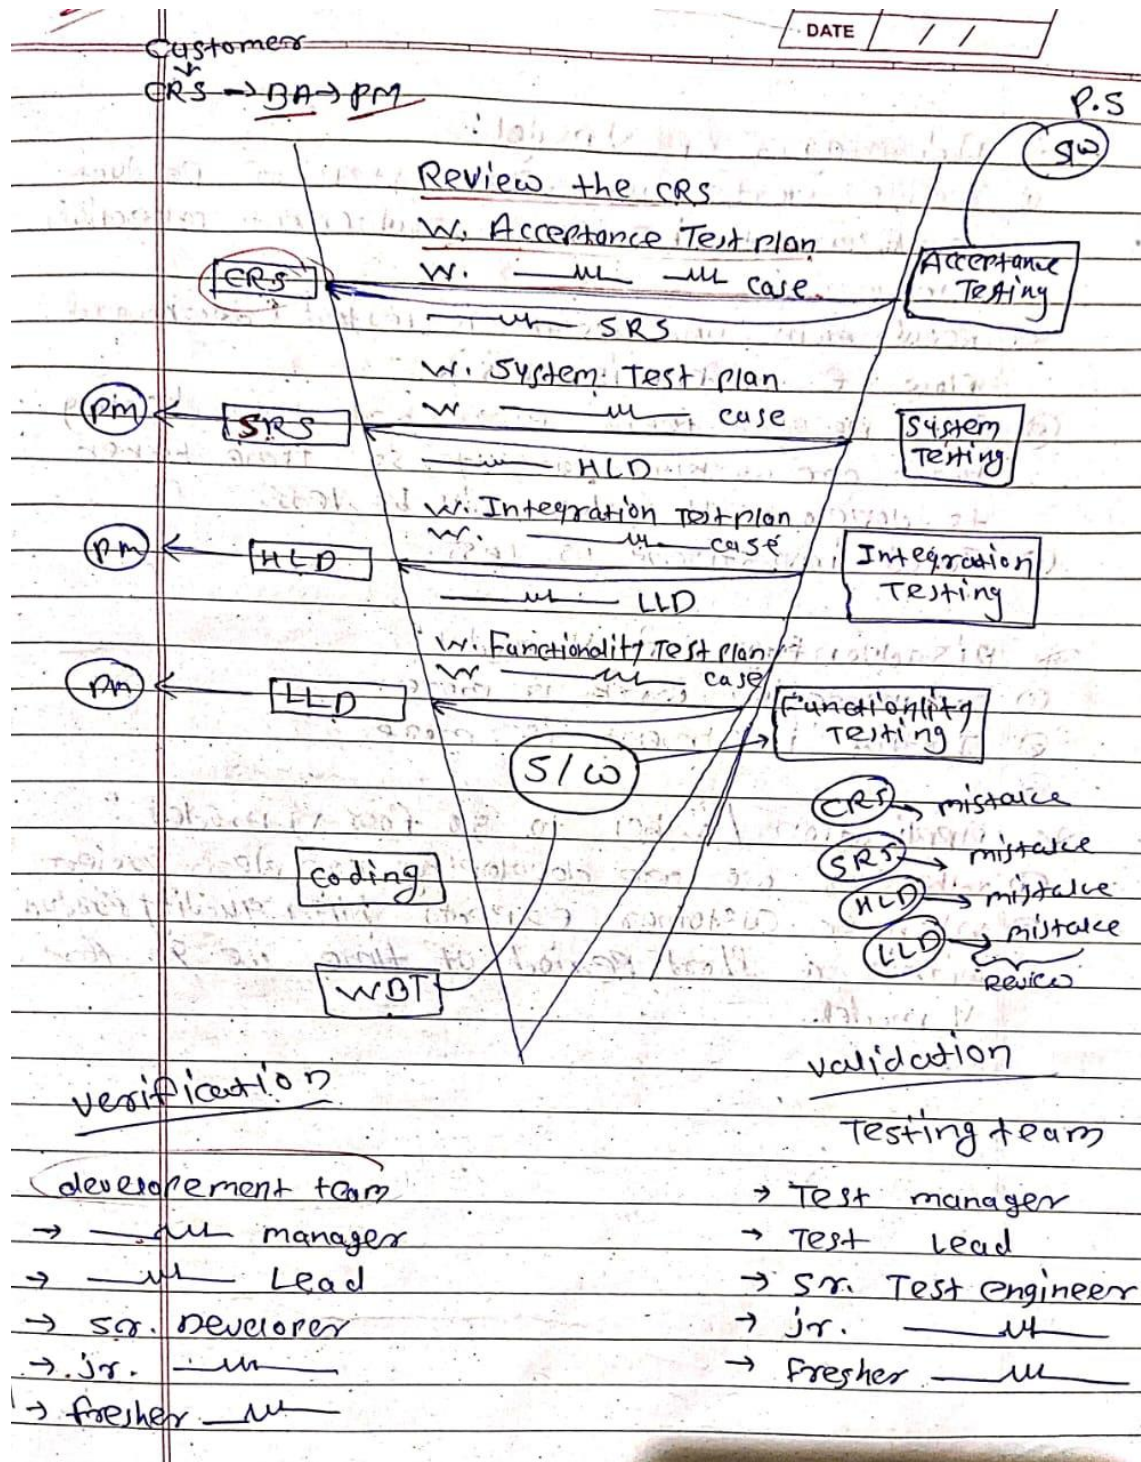 DATE / /
Customer
CRS → BA → PM
P.S
S/W
Review the CRS
W. Acceptance Test plan
W. —〃— —〃— case.
CRS
Acceptance
Testing
—〃— SRS
W. System Test plan
W —〃— case
pm ← SRS
System
Testing
—〃— HLD
W. Integration Test plan
W. —〃— case
pm ← HLD
Integration
Testing
—〃— LLD
W. Functionality Test plan
W —〃— case
pm ← LLD
Functionlity
Testing
S/W
CRS → mistake
coding
SRS → mistake
HLD → mistake
LLD → mistake
Review
WBT
verification
validation
Testing team
developement team
→ —〃— manager
→ —〃— Lead
→ sr. Developer
→ jr. —〃—
→ fresher —〃—
→ Test manager
→ Test Lead
→ Sr. Test engineer
→ jr. —〃—
→ Fresher —〃—